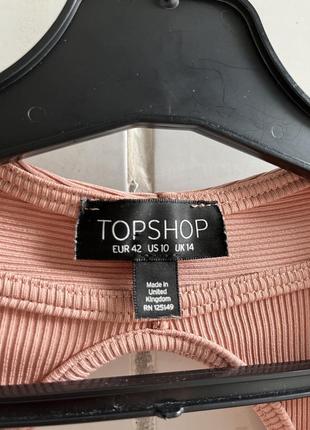 TOPSHOP
EUR 42 US 10 UK 14
Made in
United
Kingdom
RN 125149